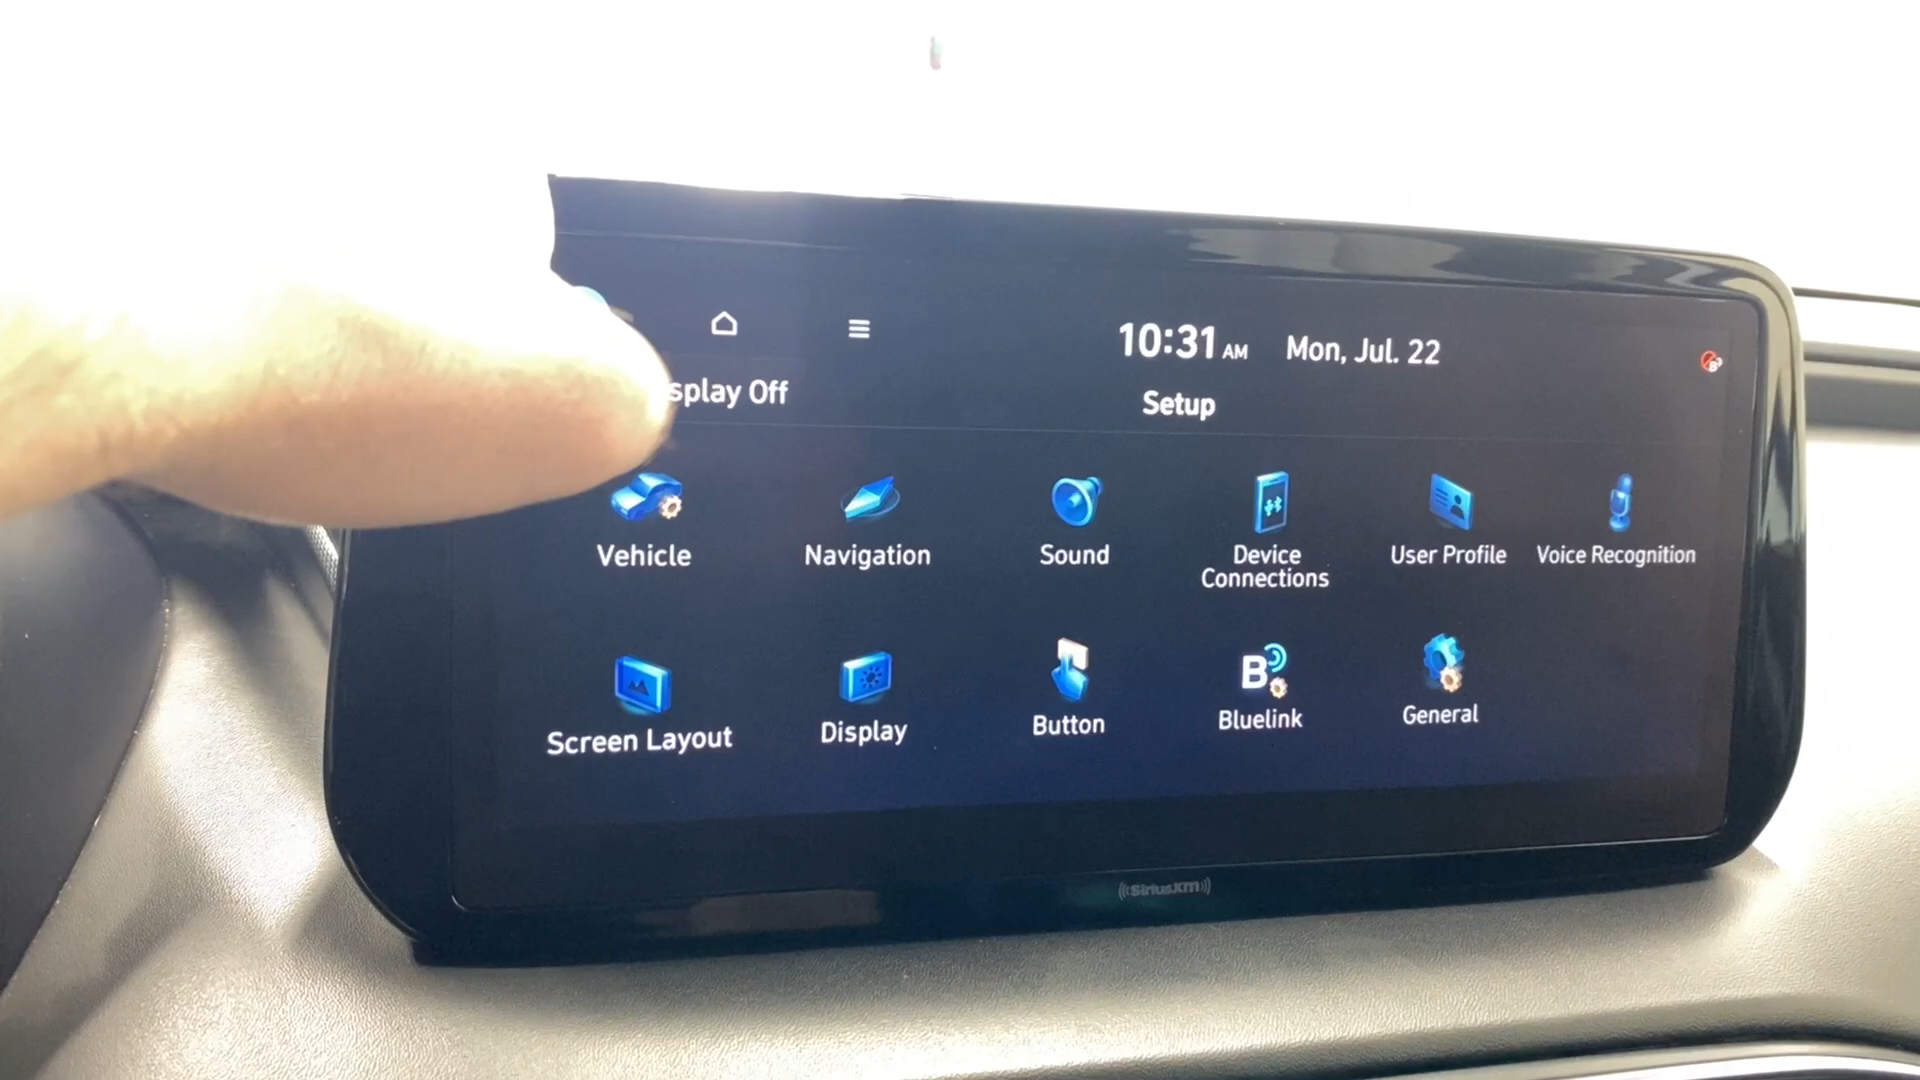 10:31 AM Mon, Jul. 22
splay Off
Setup
Vehicle
Navigation
Sound
Device
Connections
User Profile
Voice Recognition
Screen Layout
Display
Button
B
Bluelink
General
((SiriusXM))